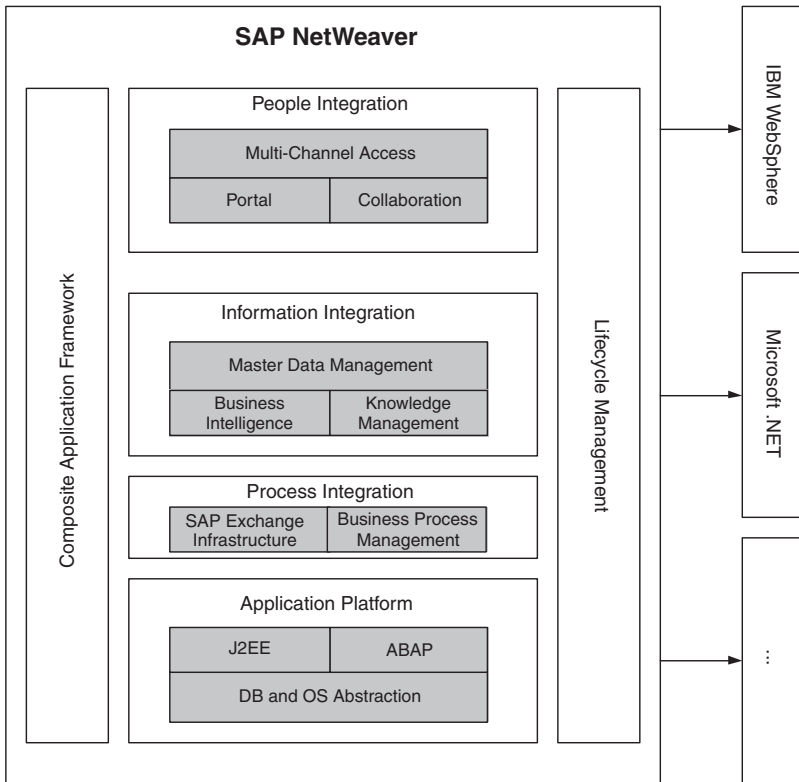 SAP NetWeaver
Composite Application Framework
People Integration
Multi-Channel Access
Portal
Collaboration
Information Integration
Master Data Management
Business
Intelligence
Knowledge
Management
Process Integration
SAP Exchange
Infrastructure
Business Process
Management
Application Platform
J2EE
ABAP
DB and OS Abstraction
Lifecycle Management
IBM WebSphere
Microsoft .NET
...